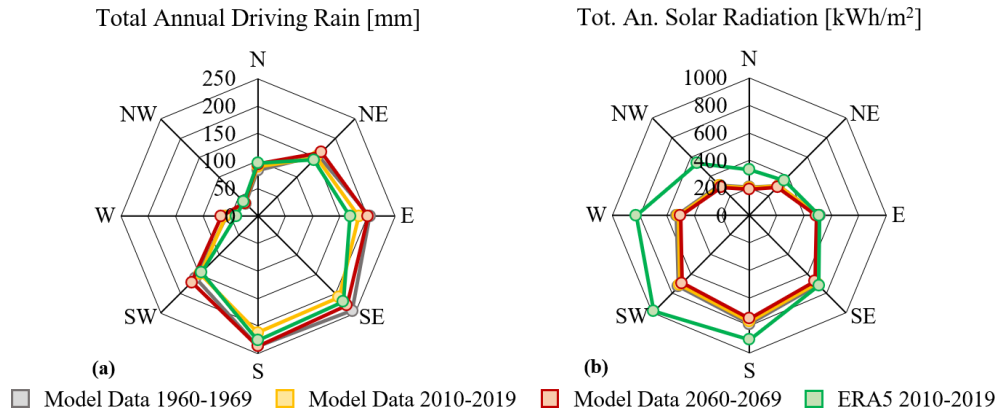 Total Annual Driving Rain [mm]
Tot. An. Solar Radiation [kWh/m²]
N
250
200
150
100
50
0
NE
E
SE
S
SW
W
NW
(a)
N
1000
800
600
400
200
0
NE
E
SE
S
SW
W
NW
(b)
Model Data 1960-1969
Model Data 2010-2019
Model Data 2060-2069
ERA5 2010-2019